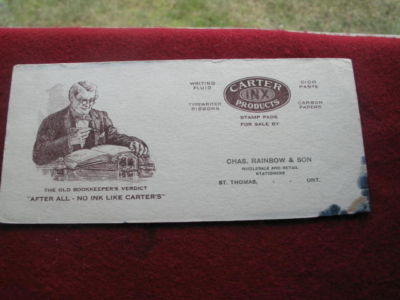 WRITING
FLUID
CARTER
INX
PRODUCTS
CICO
PASTE
TYPEWRITER
RIBBONS
CARBON
PAPERS
STAMP PADS
FOR SALE BY
CHAS. RAINBOW & SON
WHOLESALE AND RETAIL
STATIONERS
ST. THOMAS, - - ONT.
THE OLD BOOKKEEPER'S VERDICT
"AFTER ALL - NO INK LIKE CARTER'S"